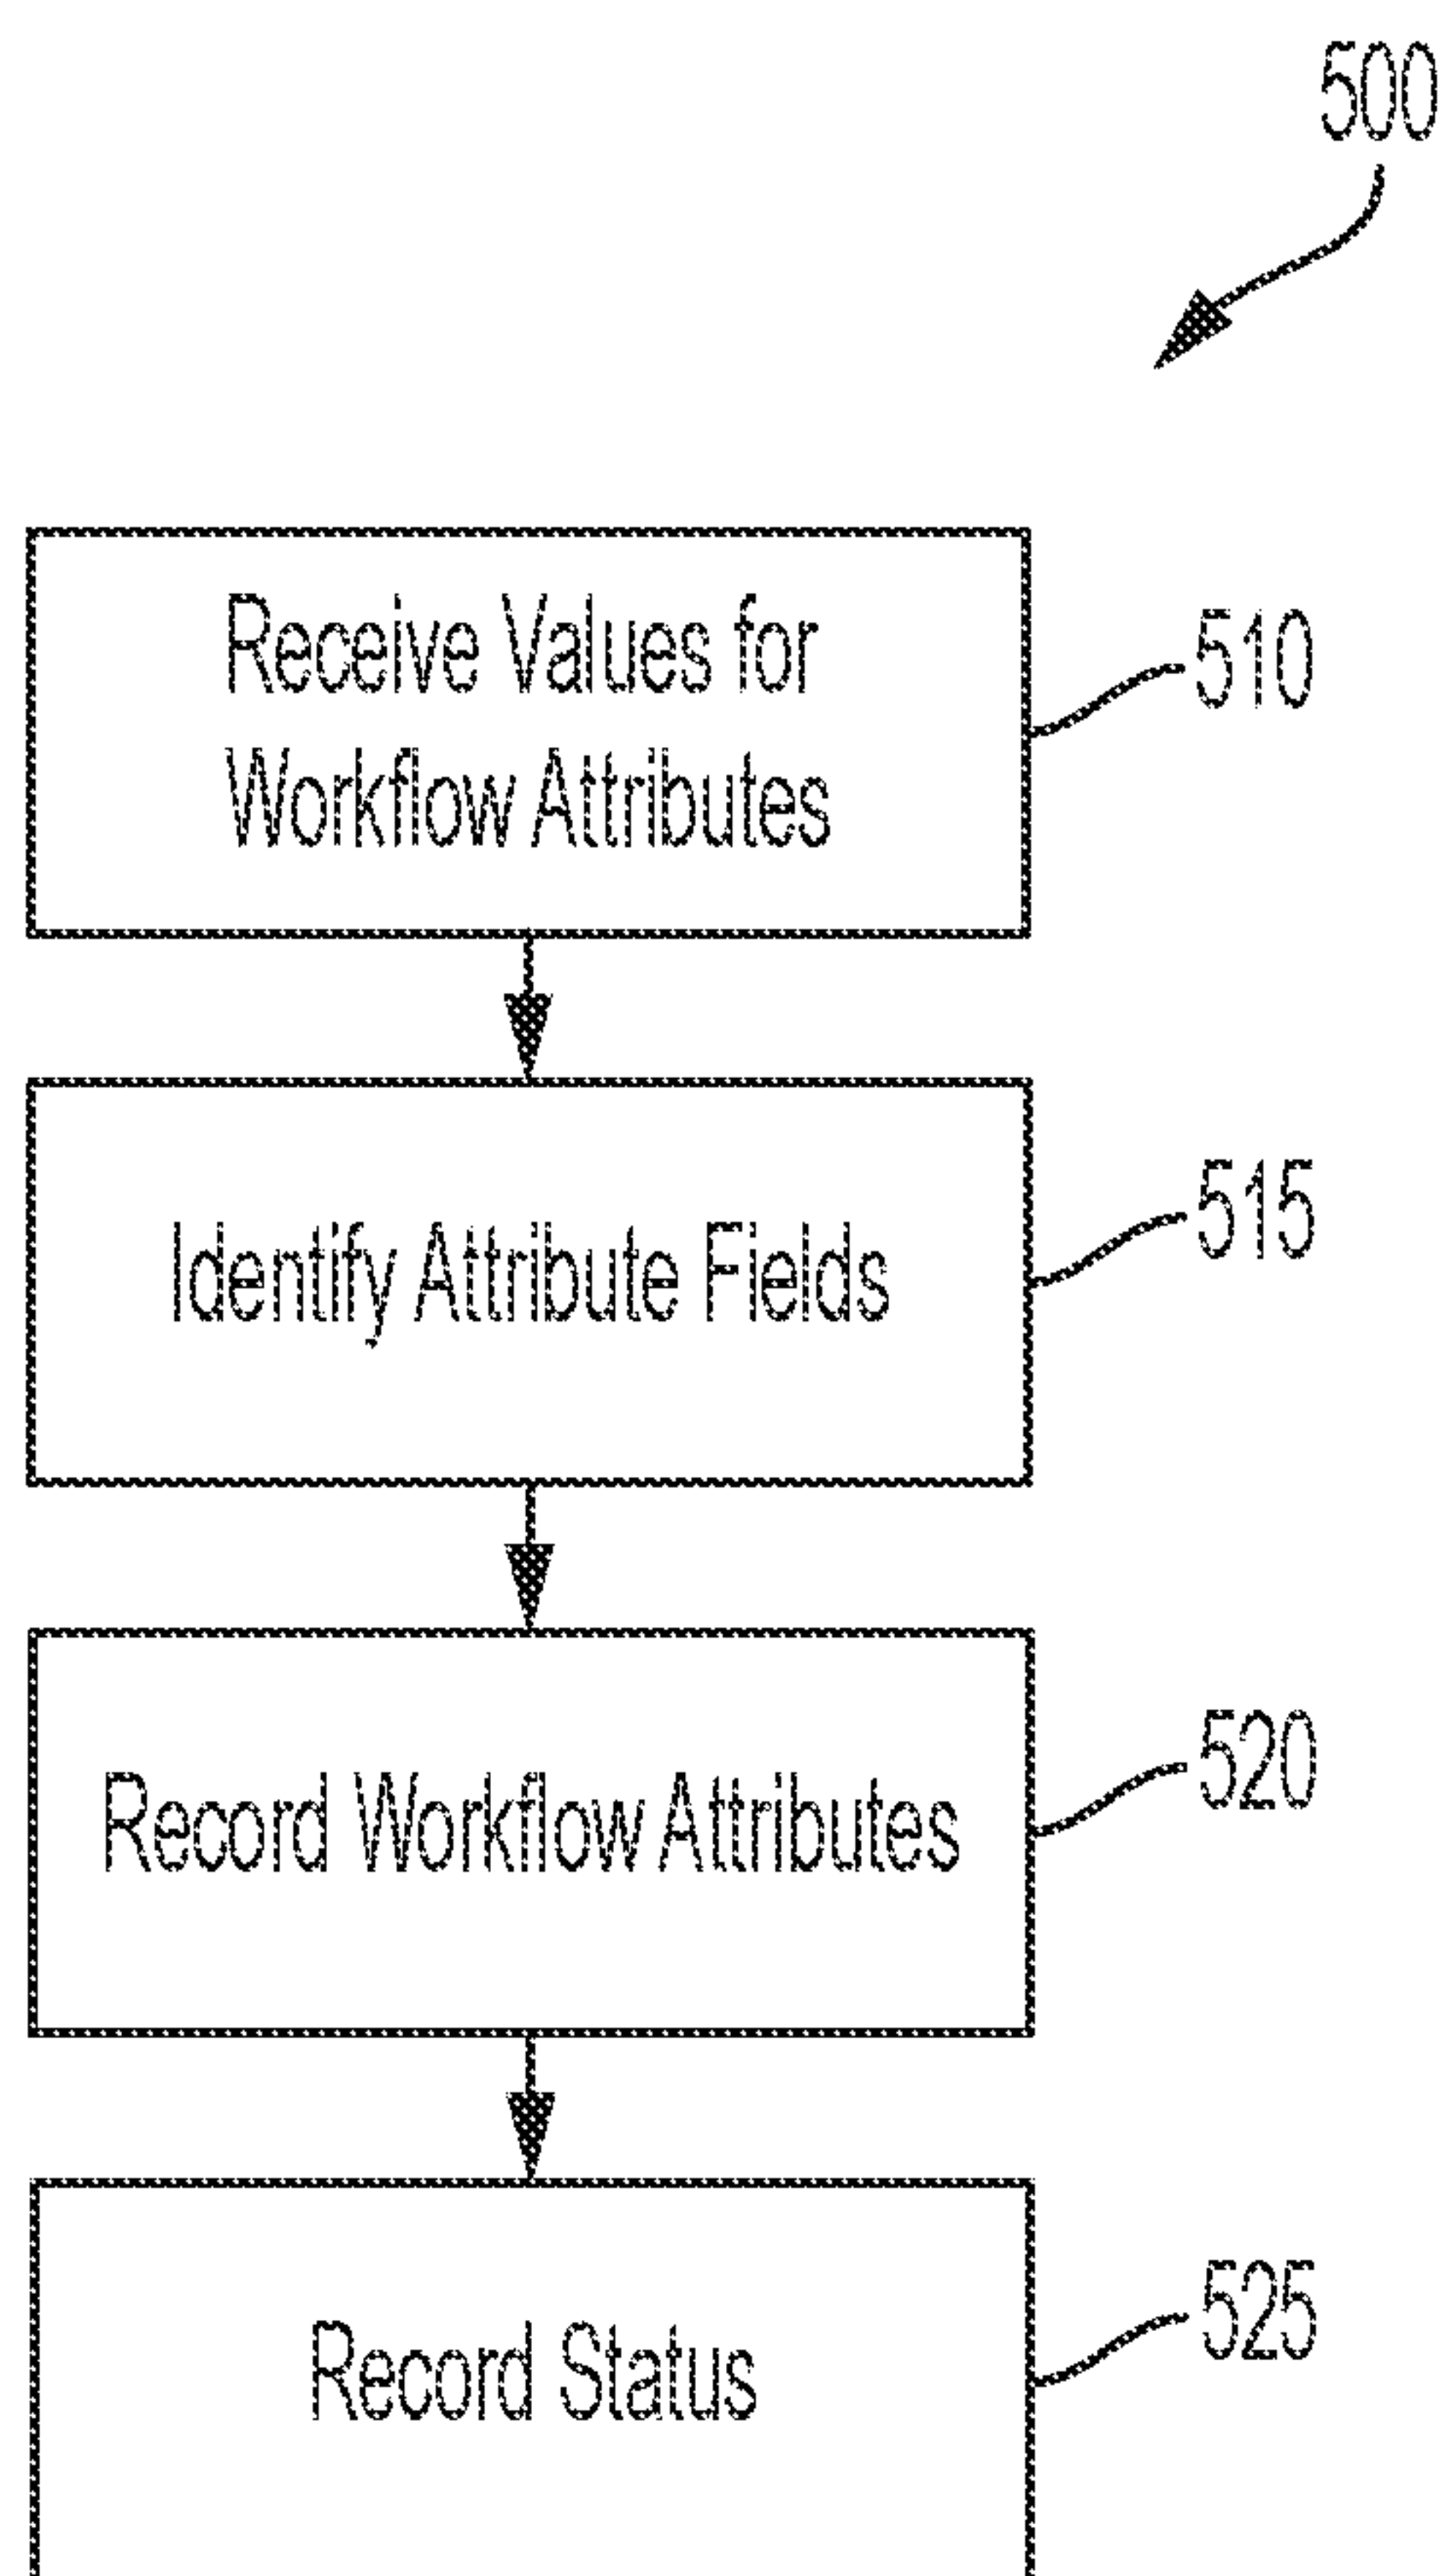 500
Receive Values for
Workflow Attributes
510
Identify Attribute Fields
515
Record Workflow Attributes
520
Record Status
525